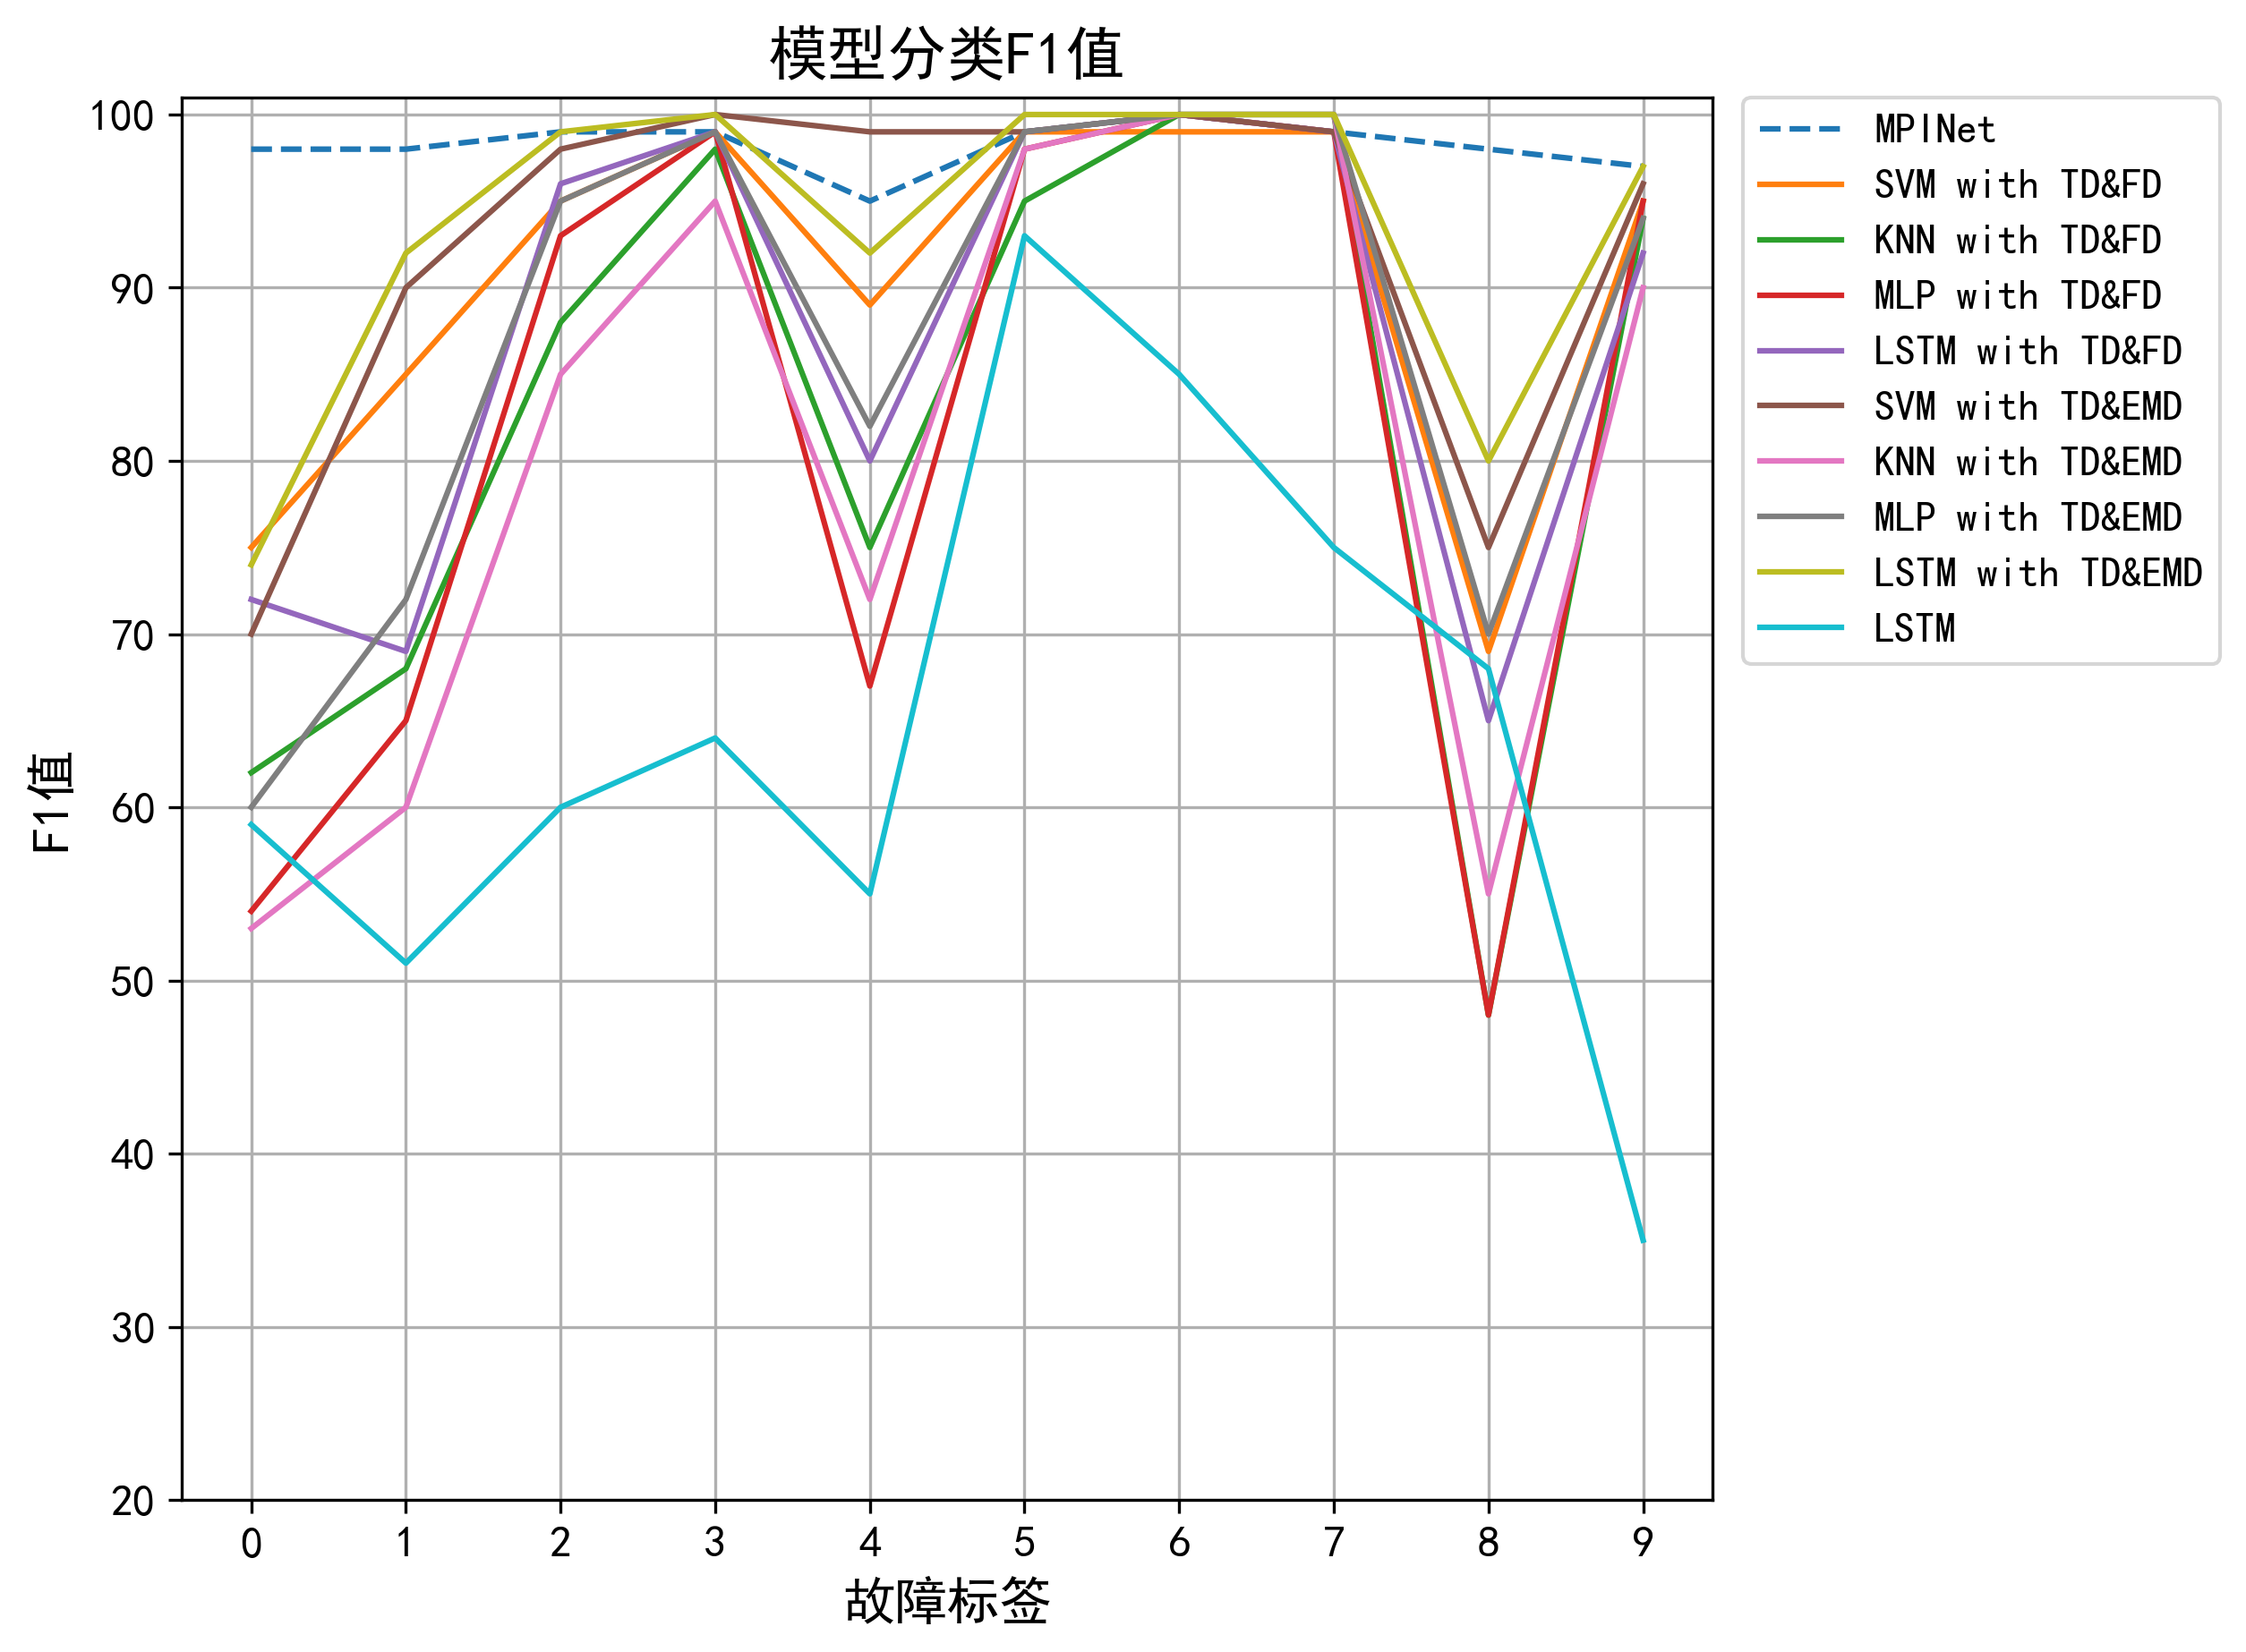 模型分类F1值
100
90
80
70
60
50
40
30
20
F1值
0 1 2 3 4 5 6 7 8 9
故障标签
MPINet
SVM with TD&FD
KNN with TD&FD
MLP with TD&FD
LSTM with TD&FD
SVM with TD&EMD
KNN with TD&EMD
MLP with TD&EMD
LSTM with TD&EMD
LSTM